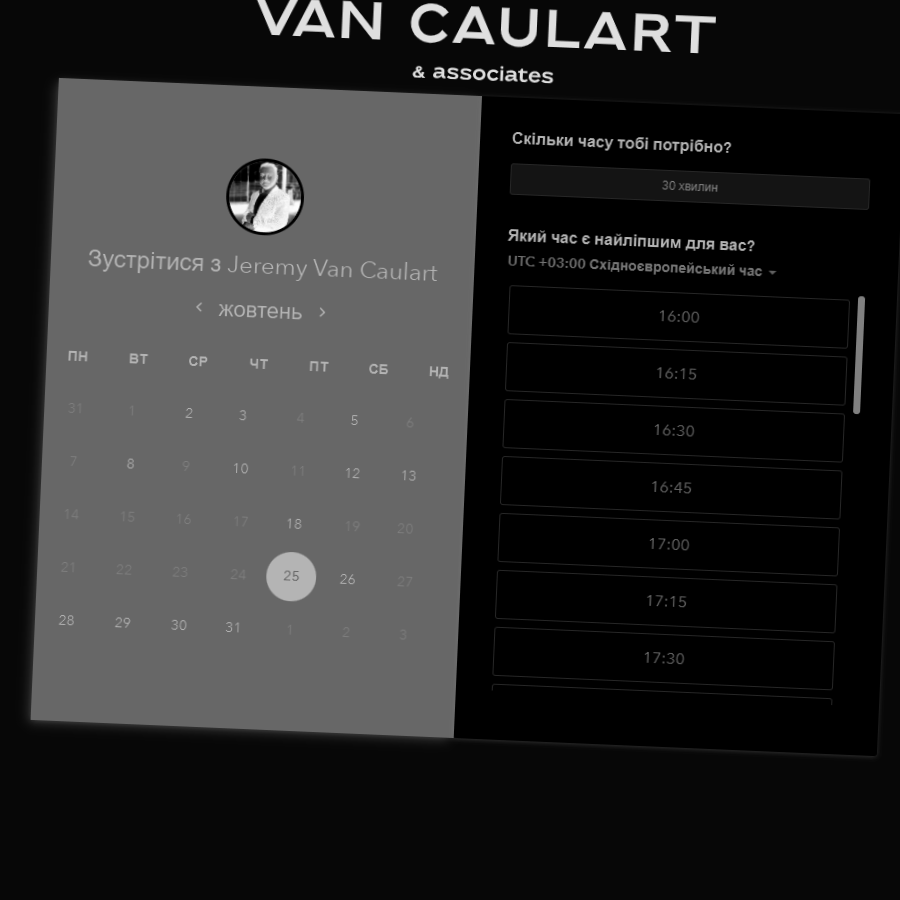 VAN CAULART
& associates
Зустрітися з Jeremy Van Caulart
жовтень
ПН ВТ СР ЧТ ПТ СБ НД
31 1 2 3 4 5 6
7 8 9 10 11 12 13
14 15 16 17 18 19 20
21 22 23 24 25 26 27
28 29 30 31 1 2 3
Скільки часу тобі потрібно?
30 хвилин
Який час є найліпшим для вас?
UTC +03:00 Східноєвропейський час
16:00
16:15
16:30
16:45
17:00
17:15
17:30